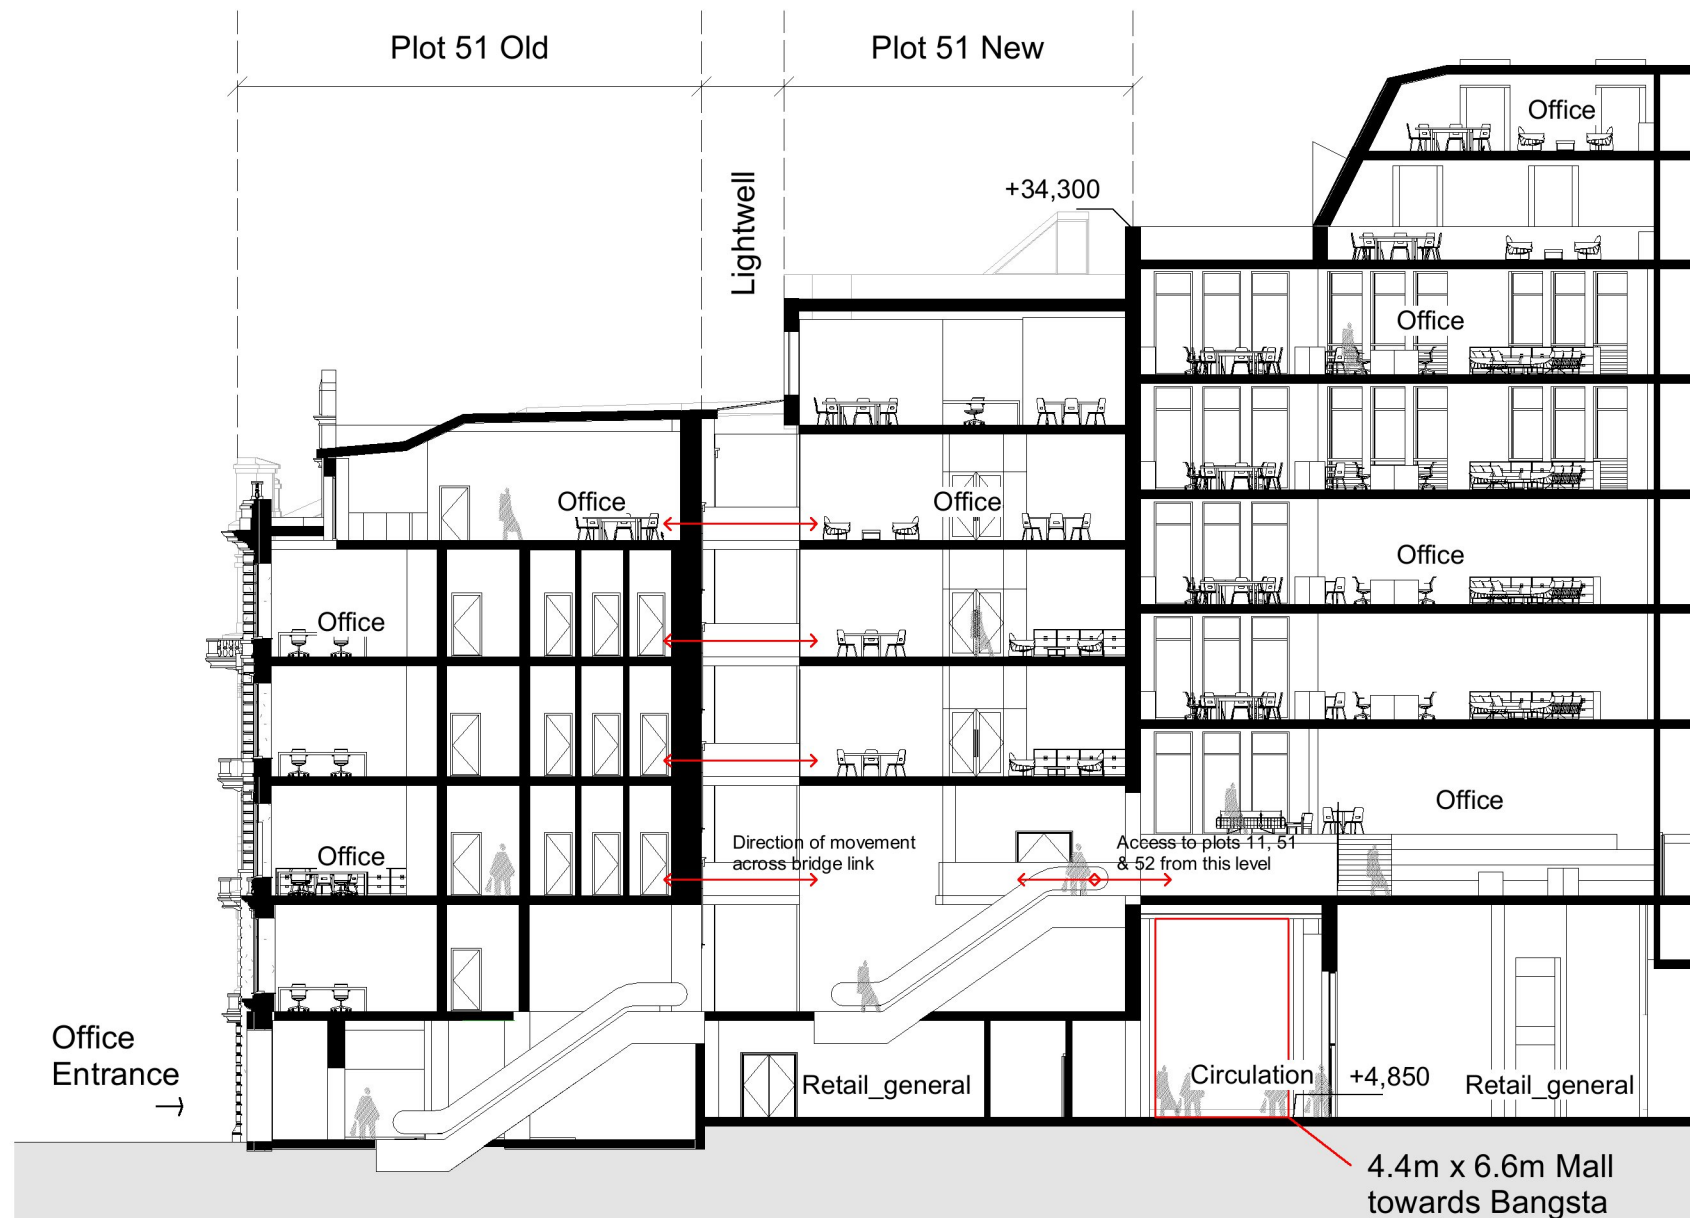 Plot 51 Old
Plot 51 New
Office
Lightwell
+34,300
Office
Office
Office
Office
Office
Direction of movement
across bridge link
Access to plots 11, 51
& 52 from this level
Office
Office
Office
Entrance
Retail_general
Circulation
+4,850
Retail_general
4.4m x 6.6m Mall
towards Bangsta